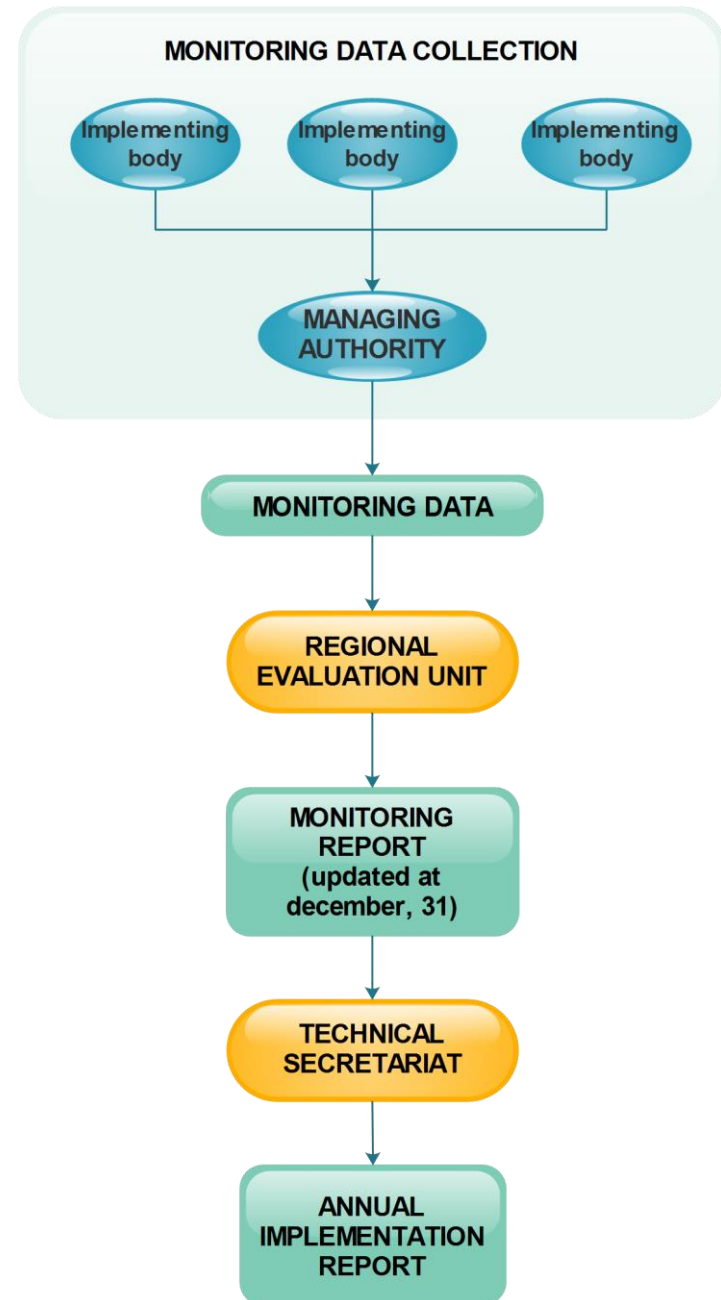 MONITORING DATA COLLECTION
Implementing
body
Implementing
body
Implementing
body
MANAGING
AUTHORITY
MONITORING DATA
REGIONAL
EVALUATION UNIT
MONITORING
REPORT
(updated at
december, 31)
TECHNICAL
SECRETARIAT
ANNUAL
IMPLEMENTATION
REPORT